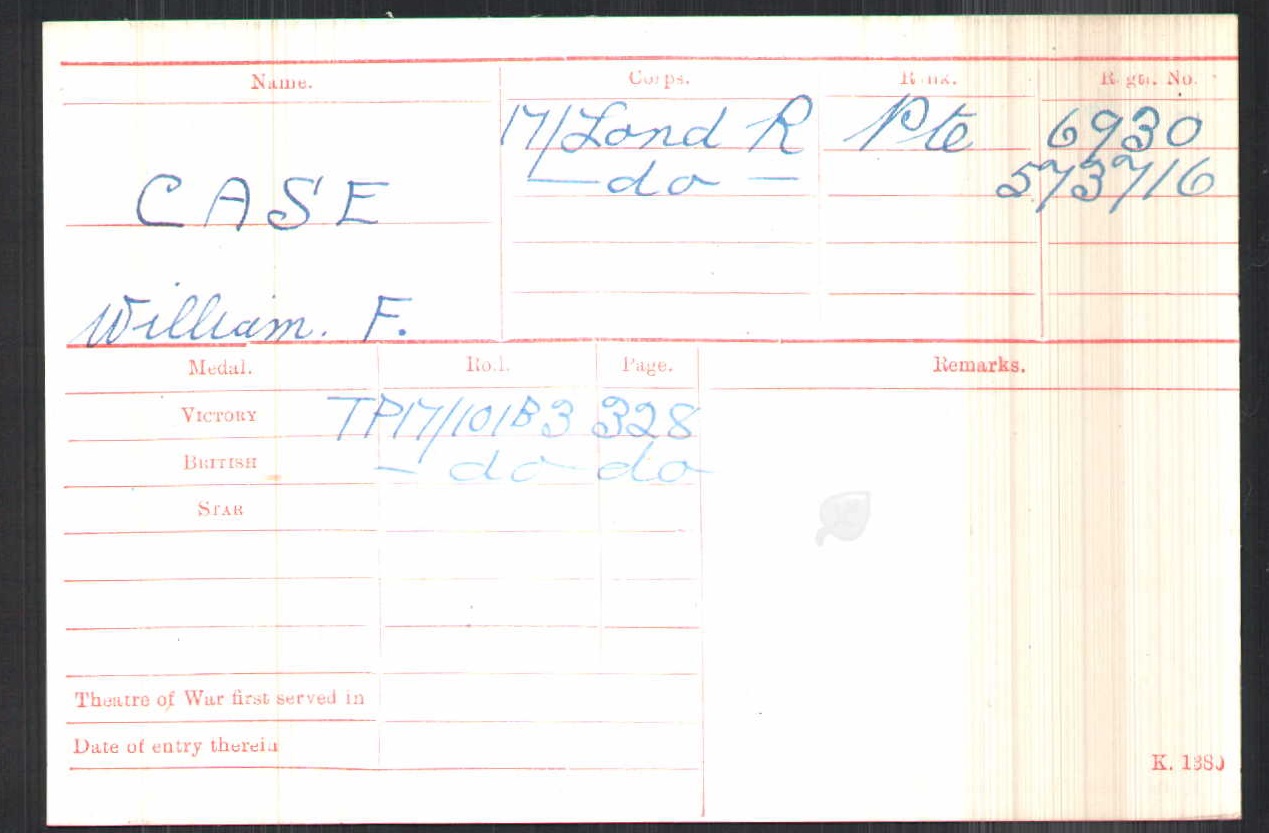 Name. Corps. Rank. Regtl. No.
17/Lond R Pte 6930
— do — 573716
CASE
William. F.
Medal. Roll. Page. Remarks.
VICTORY TP17/101B3 328
BRITISH — do — do —
STAR
Theatre of War first served in
Date of entry therein
K. 1380